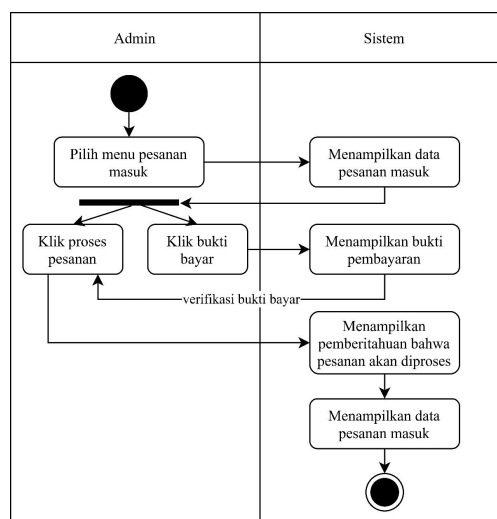 Admin
Sistem
Pilih menu pesanan
masuk
Menampilkan data
pesanan masuk
Klik proses
pesanan
Klik bukti
bayar
Menampilkan bukti
pembayaran
verifikasi bukti bayar
Menampilkan
pemberitahuan bahwa
pesanan akan diproses
Menampilkan data
pesanan masuk